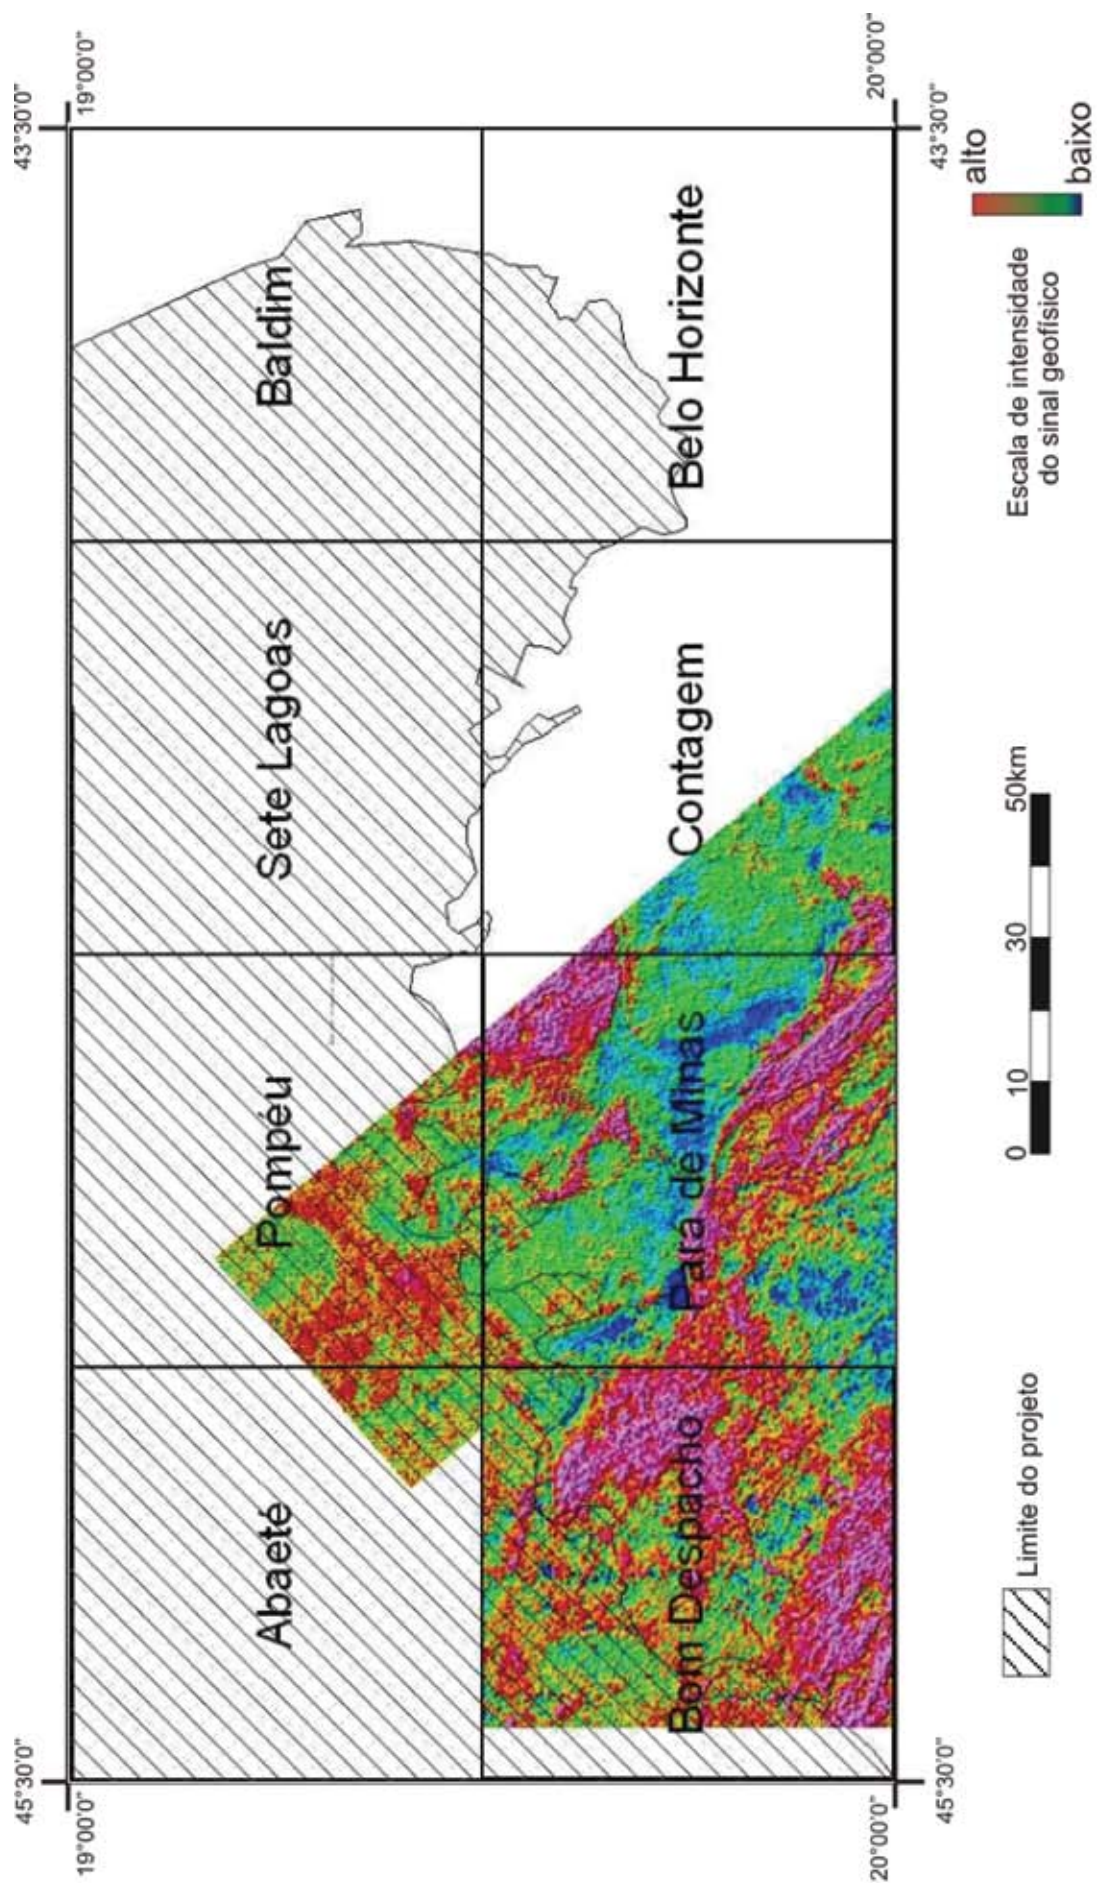 45°30'0"
43°30'0"
19°00'0"
19°00'0"
Abaeté
Pompéu
Sete Lagoas
Baldim
Bom Despacho
Para de Minas
Contagem
Belo Horizonte
20°00'0"
20°00'0"
45°30'0"
43°30'0"
Limite do projeto
0 10 30 50km
Escala de intensidade
do sinal geofísico
alto
baixo